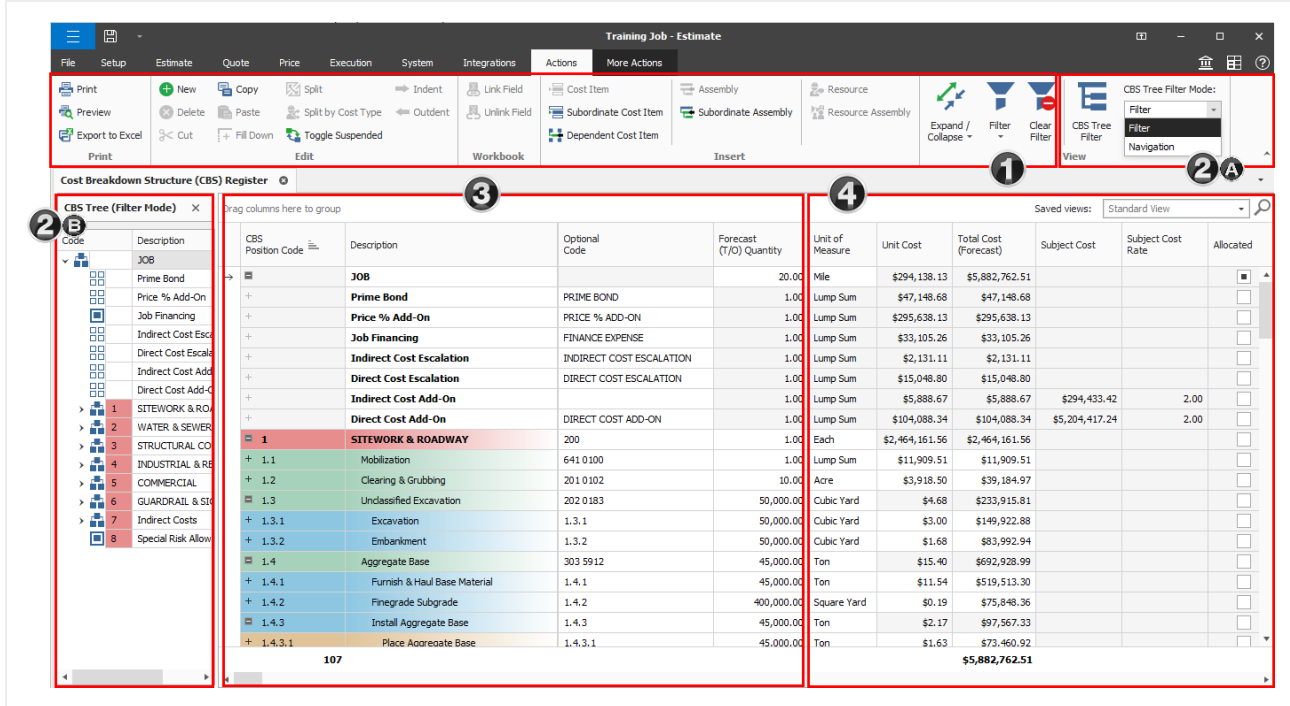 Training Job - Estimate
File Setup Estimate Quote Price Execution System Integrations Actions More Actions
Print New Copy Split Indent Link Field Cost Item Assembly Resource CBS Tree Filter Mode:
Preview Delete Paste Split by Cost Type Outdent Unlink Field Subordinate Cost Item Subordinate Assembly Resource Assembly Filter
Export to Excel Cut Fill Down Toggle Suspended Dependent Cost Item Expand / Collapse Filter Clear Filter CBS Tree Filter Filter
Navigation
Print Edit Workbook Insert View
1 2 A
Cost Breakdown Structure (CBS) Register
3 4
CBS Tree (Filter Mode) Drag columns here to group Saved views: Standard View
2 B
Code Description CBS Position Code Description Optional Code Forecast (T/O) Quantity Unit of Measure Unit Cost Total Cost (Forecast) Subject Cost Subject Cost Rate Allocated
JOB JOB 20.00 Mile $294,138.13 $5,882,762.51
Prime Bond Prime Bond PRIME BOND 1.00 Lump Sum $47,148.68 $47,148.68
Price % Add-On Price % Add-On PRICE % ADD-ON 1.00 Lump Sum $295,638.13 $295,638.13
Job Financing Job Financing FINANCE EXPENSE 1.00 Lump Sum $33,105.26 $33,105.26
Indirect Cost Esca Indirect Cost Escalation INDIRECT COST ESCALATION 1.00 Lump Sum $2,131.11 $2,131.11
Direct Cost Escala Direct Cost Escalation DIRECT COST ESCALATION 1.00 Lump Sum $15,048.80 $15,048.80
Indirect Cost Add Indirect Cost Add-On 1.00 Lump Sum $5,888.67 $5,888.67 $294,433.42 2.00
Direct Cost Add-O Direct Cost Add-On DIRECT COST ADD-ON 1.00 Lump Sum $104,088.34 $104,088.34 $5,204,417.24 2.00
1 SITEWORK & ROA 1 SITEWORK & ROADWAY 200 1.00 Each $2,464,161.56 $2,464,161.56
2 WATER & SEWER 1.1 Mobilization 641 0100 1.00 Lump Sum $11,909.51 $11,909.51
3 STRUCTURAL CO 1.2 Clearing & Grubbing 201 0102 10.00 Acre $3,918.50 $39,184.97
4 INDUSTRIAL & RE 1.3 Unclassified Excavation 202 0183 50,000.00 Cubic Yard $4.68 $233,915.81
5 COMMERCIAL 1.3.1 Excavation 1.3.1 50,000.00 Cubic Yard $3.00 $149,922.88
6 GUARDRAIL & SIG 1.3.2 Embankment 1.3.2 50,000.00 Cubic Yard $1.68 $83,992.94
7 Indirect Costs 1.4 Aggregate Base 303 5912 45,000.00 Ton $15.40 $692,928.99
8 Special Risk Allow 1.4.1 Furnish & Haul Base Material 1.4.1 45,000.00 Ton $11.54 $519,513.30
1.4.2 Finegrade Subgrade 1.4.2 400,000.00 Square Yard $0.19 $75,848.36
1.4.3 Install Aggregate Base 1.4.3 45,000.00 Ton $2.17 $97,567.33
1.4.3.1 Place Aggregate Base 1.4.3.1 45,000.00 Ton $1.63 $73,460.92
107 $5,882,762.51